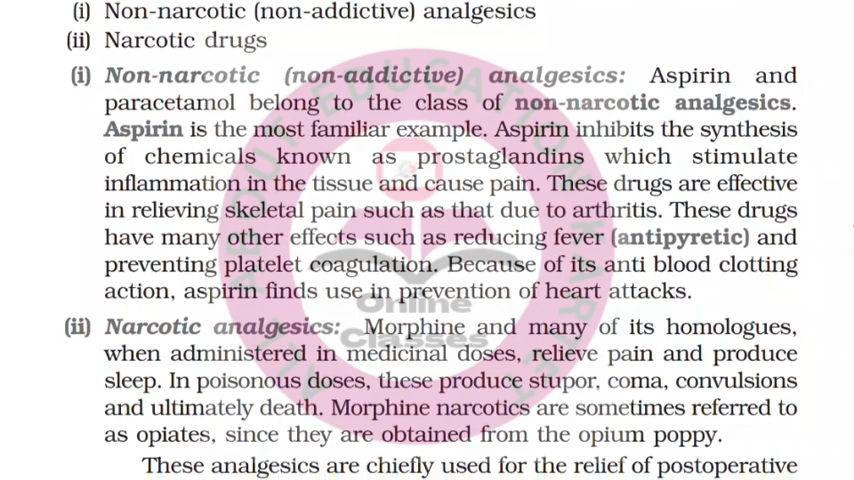 (i) Non-narcotic (non-addictive) analgesics
(ii) Narcotic drugs
(i) Non-narcotic (non-addictive) analgesics: Aspirin and
paracetamol belong to the class of non-narcotic analgesics.
Aspirin is the most familiar example. Aspirin inhibits the synthesis
of chemicals known as prostaglandins which stimulate
inflammation in the tissue and cause pain. These drugs are effective
in relieving skeletal pain such as that due to arthritis. These drugs
have many other effects such as reducing fever (antipyretic) and
preventing platelet coagulation. Because of its anti blood clotting
action, aspirin finds use in prevention of heart attacks.
(ii) Narcotic analgesics: Morphine and many of its homologues,
when administered in medicinal doses, relieve pain and produce
sleep. In poisonous doses, these produce stupor, coma, convulsions
and ultimately death. Morphine narcotics are sometimes referred to
as opiates, since they are obtained from the opium poppy.
These analgesics are chiefly used for the relief of postoperative
ALL ABOUT EDUCATION MARKET
Online
Classes